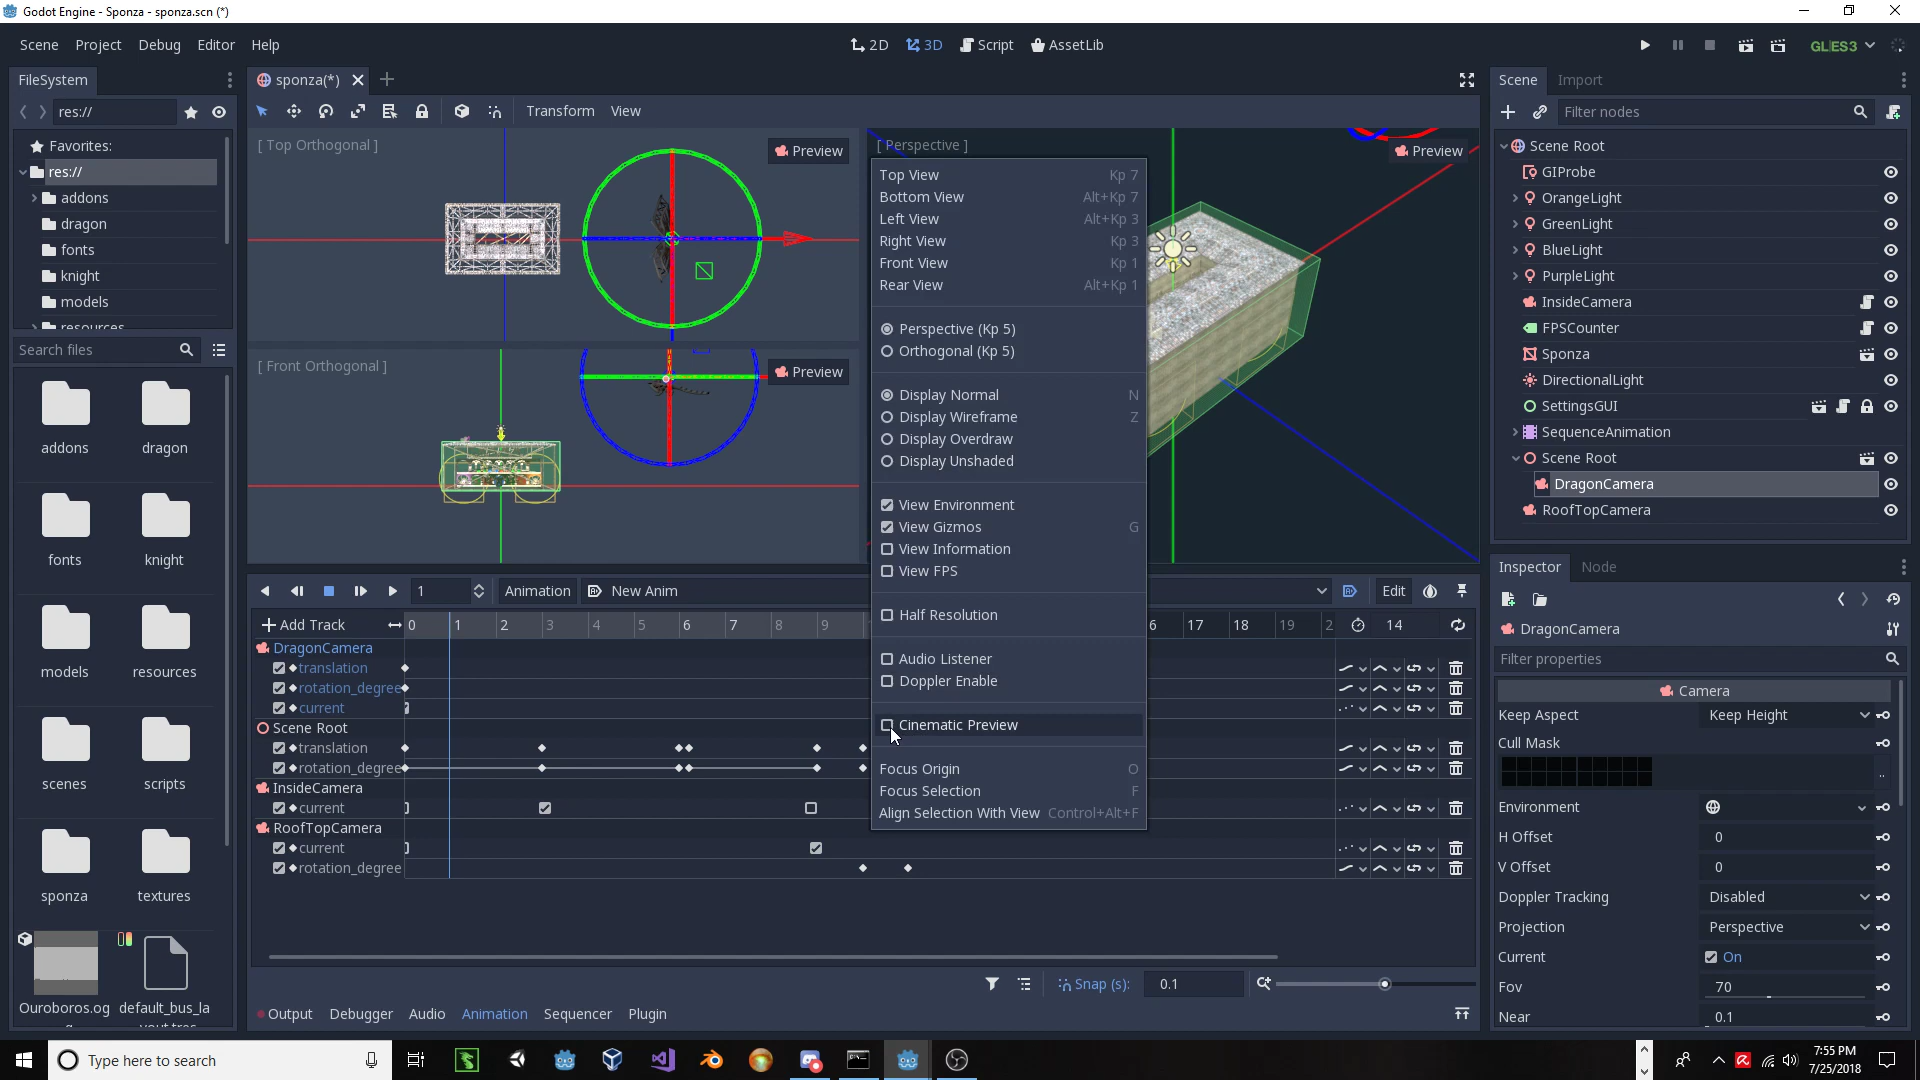 Godot Engine - Sponza - sponza.scn (*)
Scene Project Debug Editor Help
2D 3D Script AssetLib
GLES3
FileSystem
res://
Favorites:
res://
addons
dragon
fonts
knight
models
resources
Search files
addons
dragon
fonts
knight
models
resources
scenes
scripts
sponza
textures
Ouroboros.og
g
default_bus_la
yout.tres
sponza(*)
Transform View
[ Top Orthogonal ]
Preview
[ Perspective ]
Preview
[ Front Orthogonal ]
Preview
Top View Kp 7
Bottom View Alt+Kp 7
Left View Alt+Kp 3
Right View Kp 3
Front View Kp 1
Rear View Alt+Kp 1
Perspective (Kp 5)
Orthogonal (Kp 5)
Display Normal N
Display Wireframe Z
Display Overdraw
Display Unshaded
View Environment
View Gizmos G
View Information
View FPS
Half Resolution
Audio Listener
Doppler Enable
Cinematic Preview
Focus Origin O
Focus Selection F
Align Selection With View Control+Alt+F
1 Animation New Anim Edit
Add Track 0 1 2 3 4 5 6 7 8 9 6 17 18 19 2 14
DragonCamera
translation
rotation_degree
current
Scene Root
translation
rotation_degree
InsideCamera
current
RoofTopCamera
current
rotation_degree
Snap (s): 0.1
Output Debugger Audio Animation Sequencer Plugin
Scene Import
Filter nodes
Scene Root
GIProbe
OrangeLight
GreenLight
BlueLight
PurpleLight
InsideCamera
FPSCounter
Sponza
DirectionalLight
SettingsGUI
SequenceAnimation
Scene Root
DragonCamera
RoofTopCamera
Inspector Node
DragonCamera
Filter properties
Camera
Keep Aspect Keep Height
Cull Mask
..
Environment
H Offset 0
V Offset 0
Doppler Tracking Disabled
Projection Perspective
Current On
Fov 70
Near 0.1
Type here to search
7:55 PM
7/25/2018